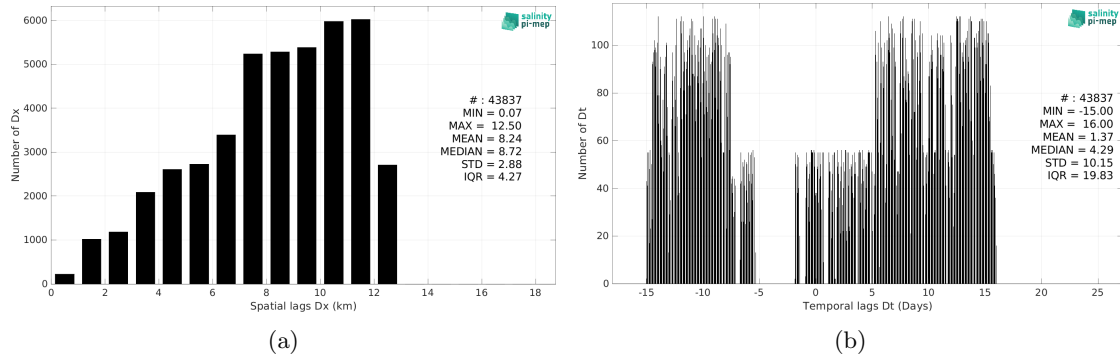 6000
5000
4000
3000
2000
1000
0
Number of Dx
0 2 4 6 8 10 12 14 16 18
Spatial lags Dx (km)
salinity
pi-mep
# : 43837
MIN = 0.07
MAX = 12.50
MEAN = 8.24
MEDIAN = 8.72
STD = 2.88
IQR = 4.27
(a)
100
80
60
40
20
0
Number of Dt
-15 -10 -5 0 5 10 15 20 25
Temporal lags Dt (Days)
salinity
pi-mep
# : 43837
MIN = -15.00
MAX = 16.00
MEAN = 1.37
MEDIAN = 4.29
STD = 10.15
IQR = 19.83
(b)